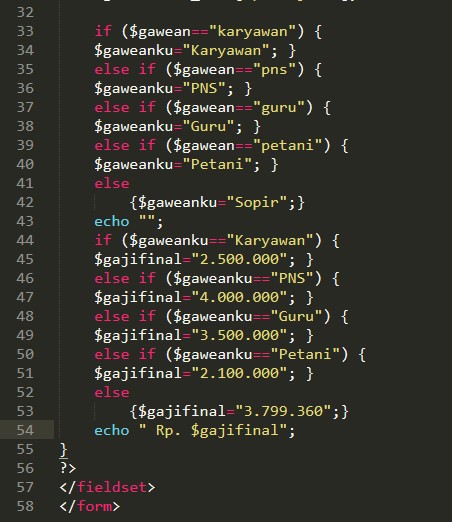 32
33 if ($gawean=="karyawan") {
34 $gaweanku="Karyawan"; }
35 else if ($gawean=="pns") {
36 $gaweanku="PNS"; }
37 else if ($gawean=="guru") {
38 $gaweanku="Guru"; }
39 else if ($gawean=="petani") {
40 $gaweanku="Petani"; }
41 else
42 {$gaweanku="Sopir";}
43 echo "";
44 if ($gaweanku=="Karyawan") {
45 $gajifinal="2.500.000"; }
46 else if ($gaweanku=="PNS") {
47 $gajifinal="4.000.000"; }
48 else if ($gaweanku=="Guru") {
49 $gajifinal="3.500.000"; }
50 else if ($gaweanku=="Petani") {
51 $gajifinal="2.100.000"; }
52 else
53 {$gajifinal="3.799.360";}
54 echo " Rp. $gajifinal";
55 }
56 ?>
57 </fieldset>
58 </form>